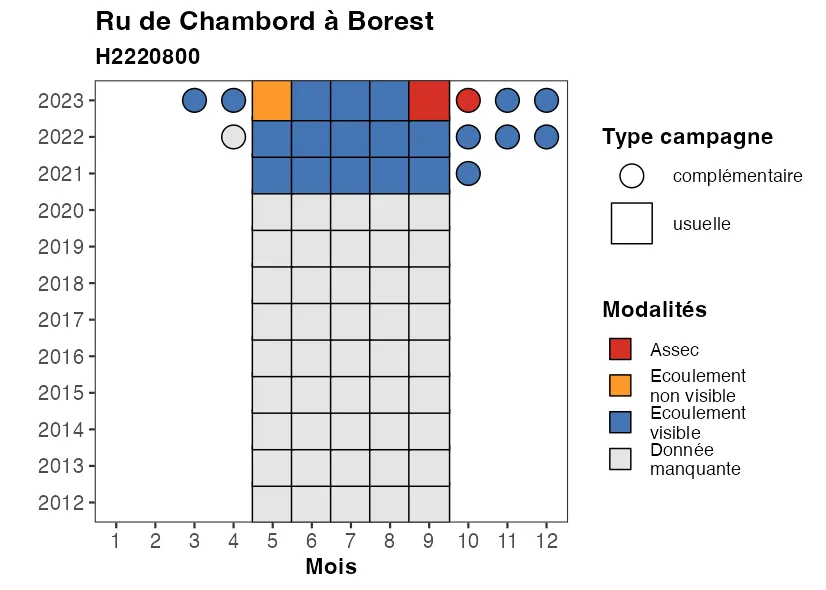 Ru de Chambord à Borest
H2220800
2023
2022
2021
2020
2019
2018
2017
2016
2015
2014
2013
2012
1 2 3 4 5 6 7 8 9 10 11 12
Mois
Type campagne
complémentaire
usuelle
Modalités
Assec
Ecoulement
non visible
Ecoulement
visible
Donnée
manquante